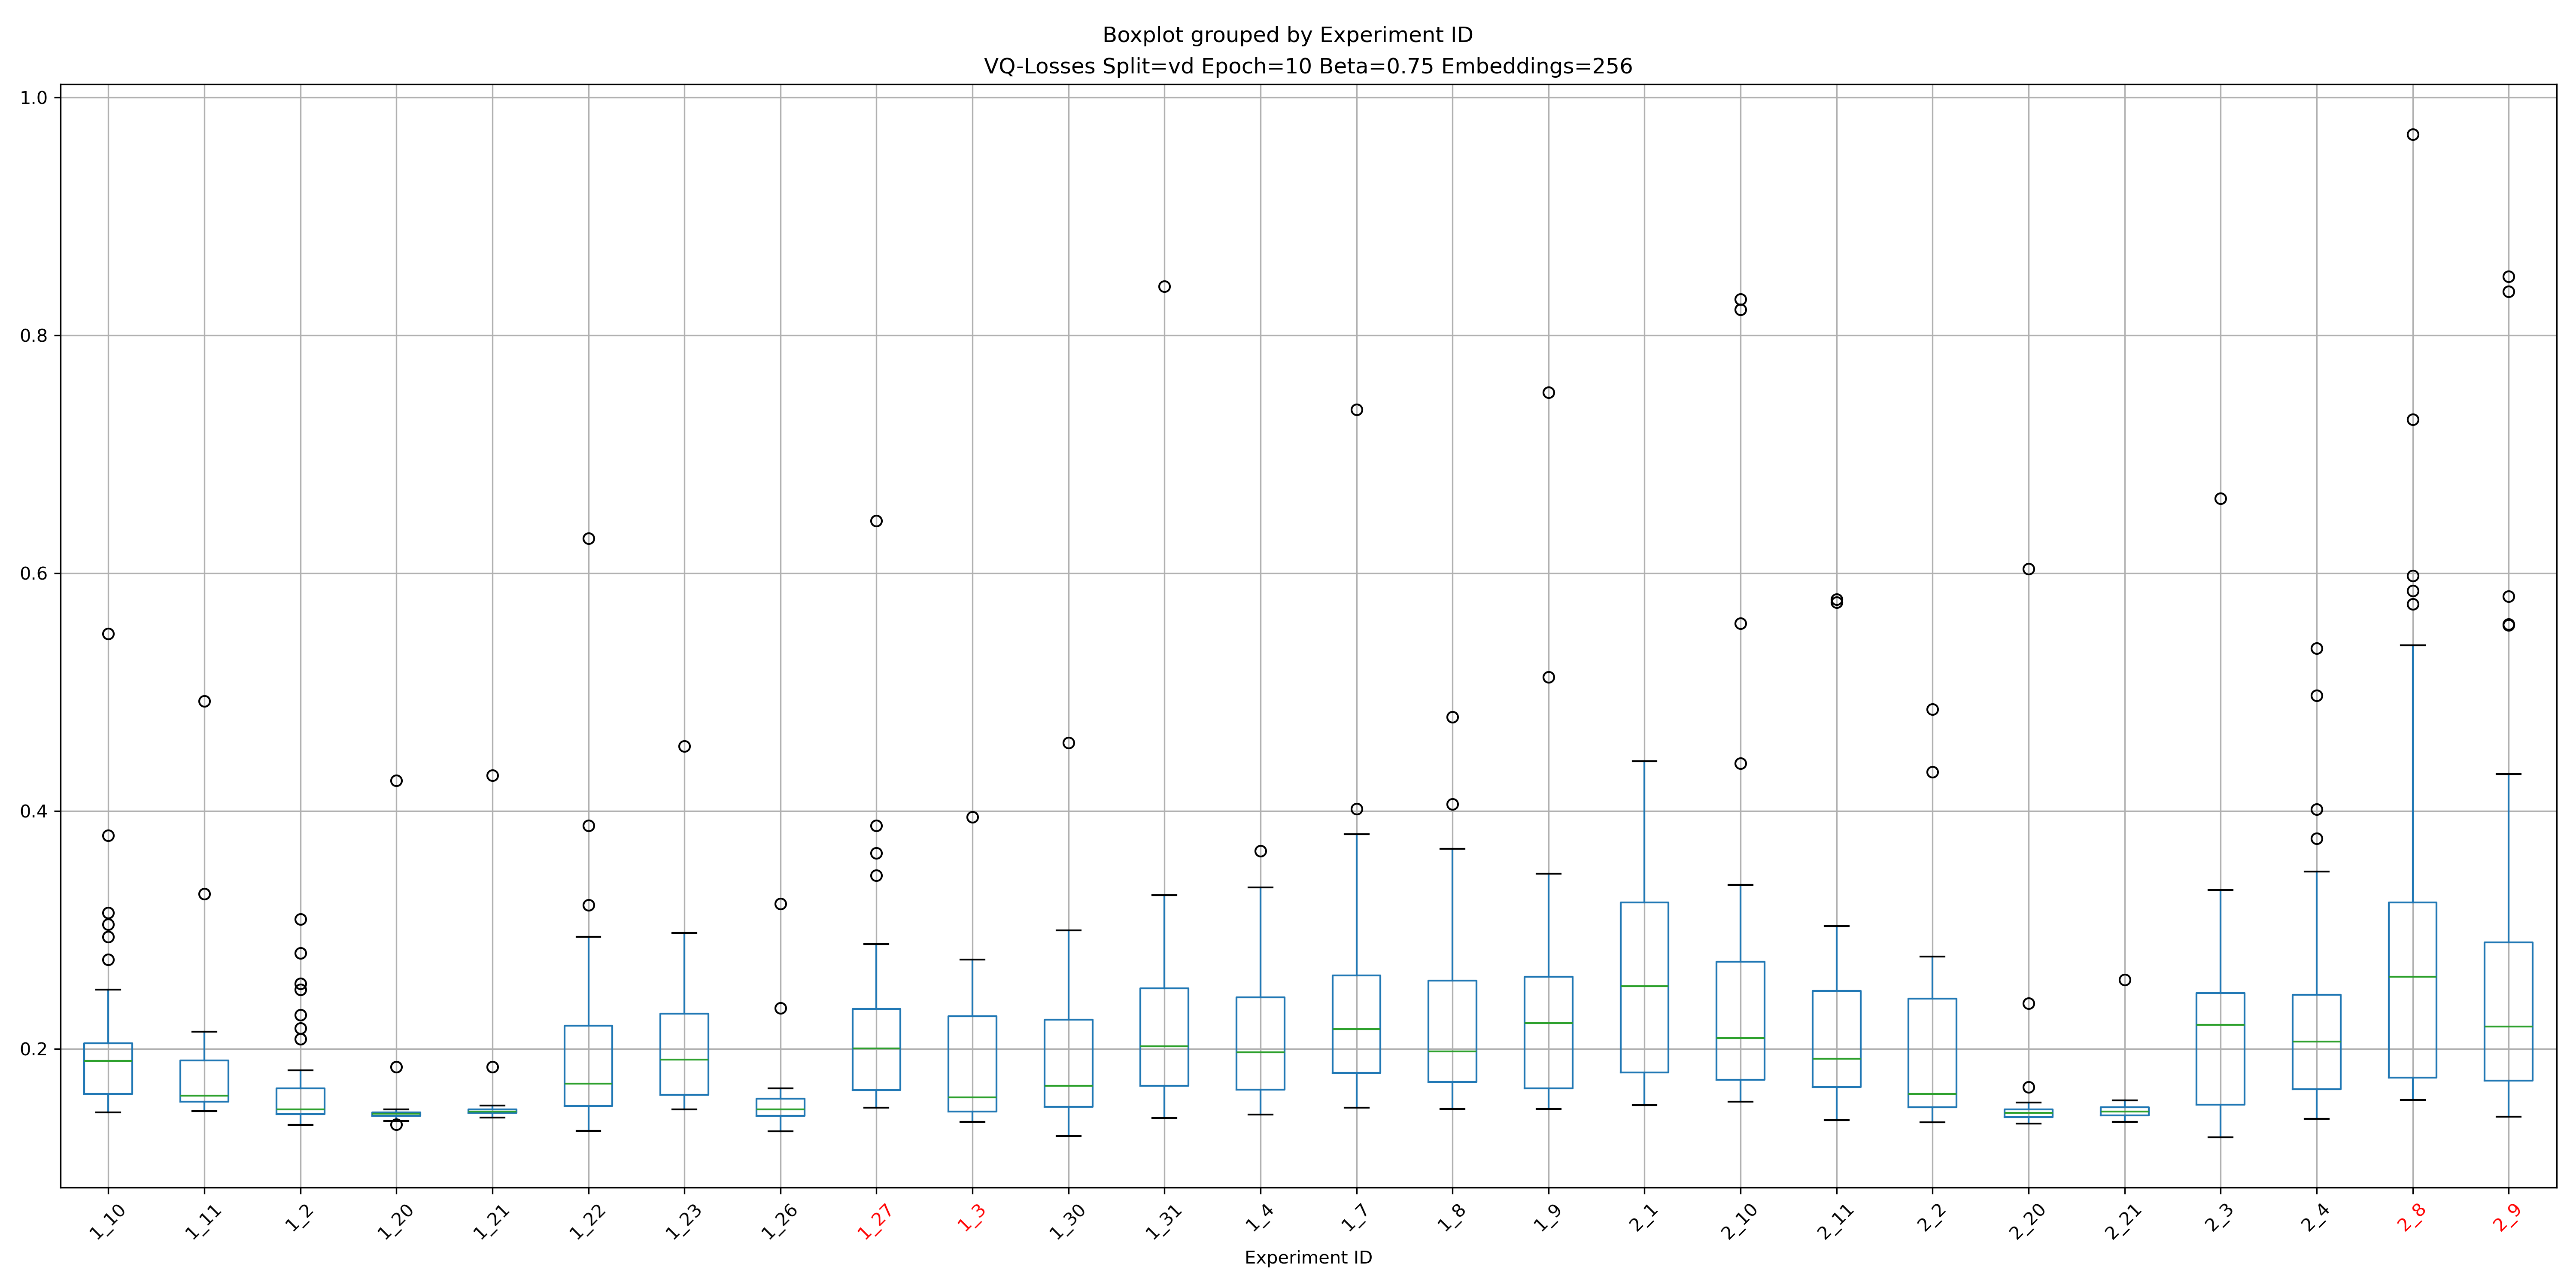 Boxplot grouped by Experiment ID
VQ-Losses Split=vd Epoch=10 Beta=0.75 Embeddings=256
1.0
0.8
0.6
0.4
0.2
1_10 1_11 1_2 1_20 1_21 1_22 1_23 1_26 1_27 1_3 1_30 1_31 1_4 1_7 1_8 1_9 2_1 2_10 2_11 2_2 2_20 2_21 2_3 2_4 2_8 2_9
Experiment ID